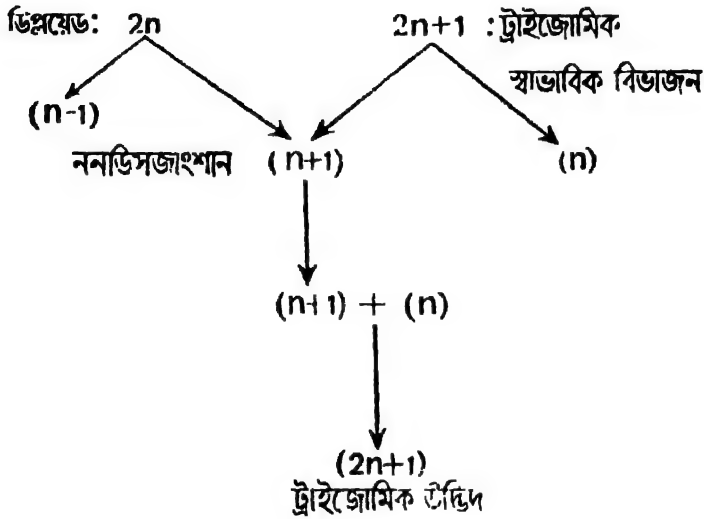 ডিপ্লয়েড: 2n 2n+1 : ট্রাইজোমিক
স্বাভাবিক বিভাজন
(n-1)
ননডিসজাংশান (n+1) (n)
(n+1) + (n)
(2n+1)
ট্রাইজোমিক উদ্ভিদ